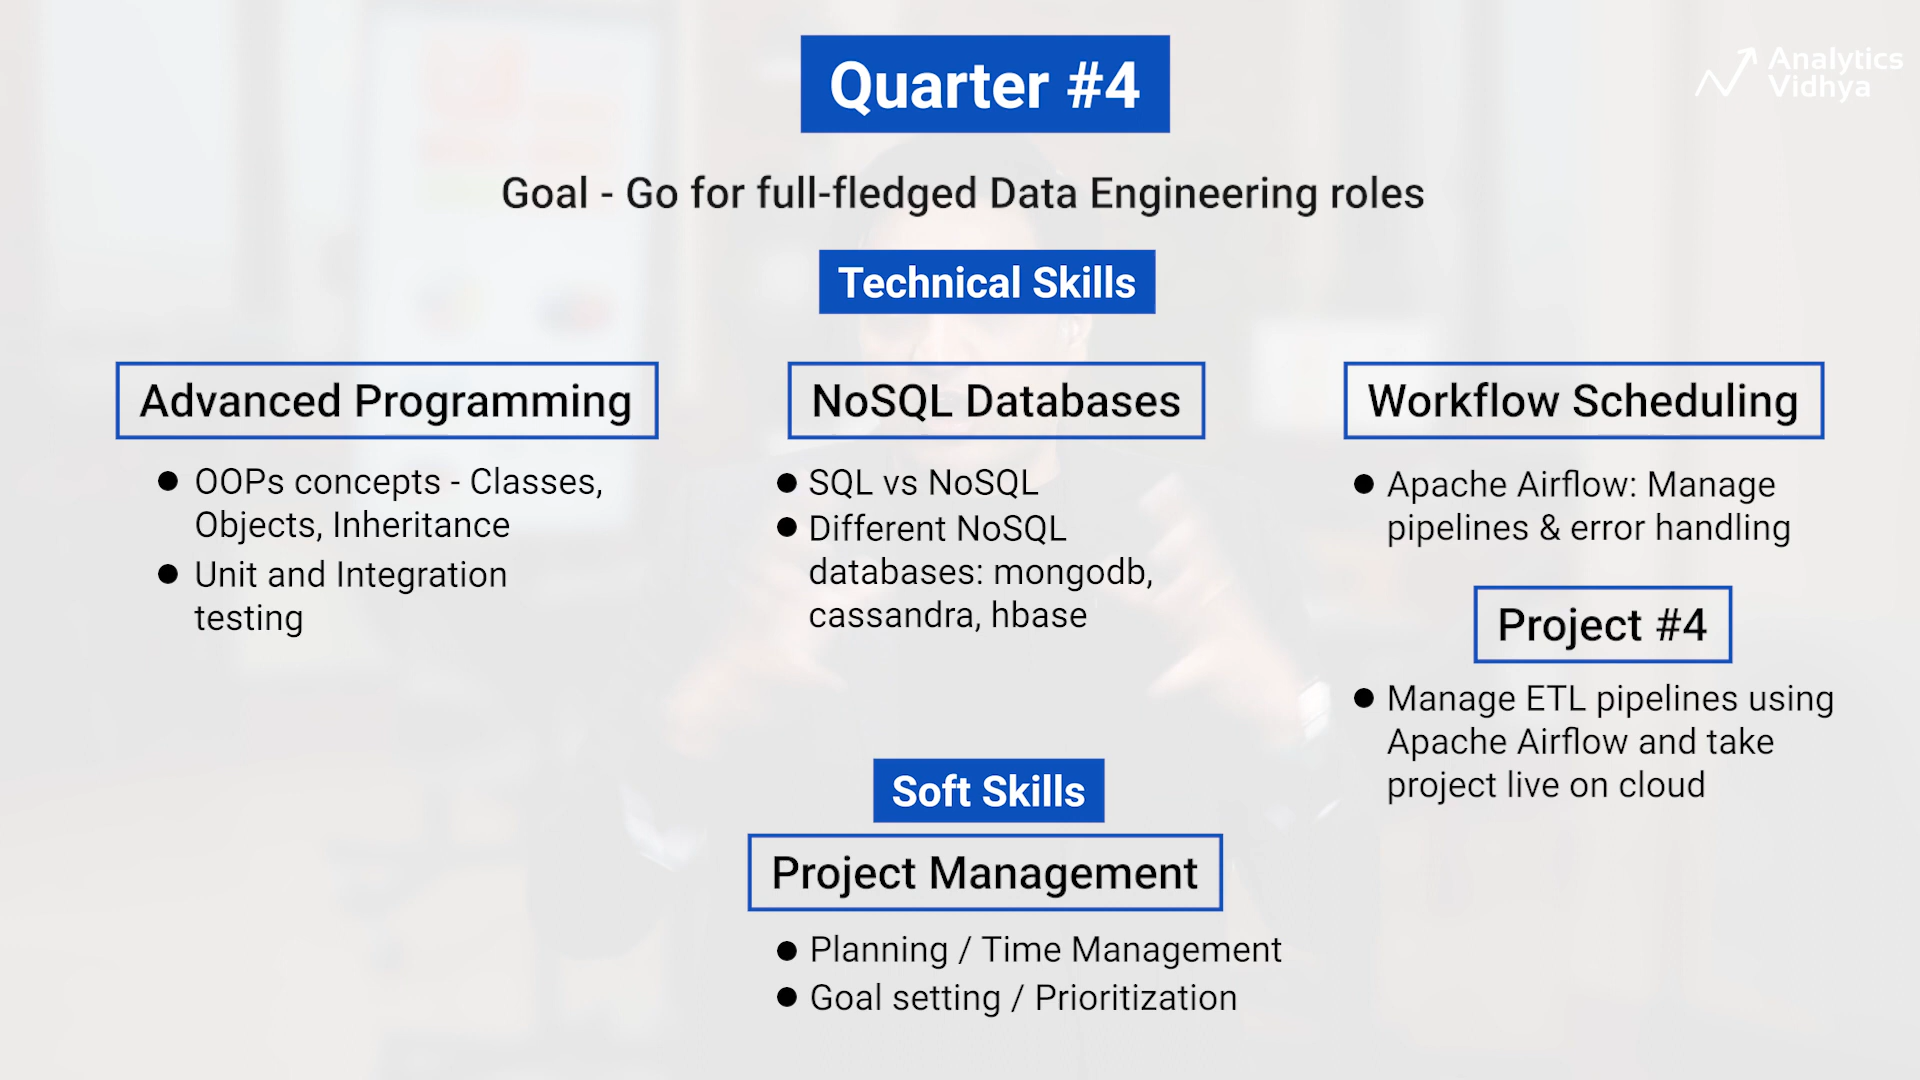 Quarter #4
Analytics
Vidhya
Goal - Go for full-fledged Data Engineering roles
Technical Skills
Advanced Programming
● OOPs concepts - Classes,
Objects, Inheritance
● Unit and Integration
testing
NoSQL Databases
● SQL vs NoSQL
● Different NoSQL
databases: mongodb,
cassandra, hbase
Workflow Scheduling
● Apache Airflow: Manage
pipelines & error handling
Project #4
● Manage ETL pipelines using
Apache Airflow and take
project live on cloud
Soft Skills
Project Management
● Planning / Time Management
● Goal setting / Prioritization